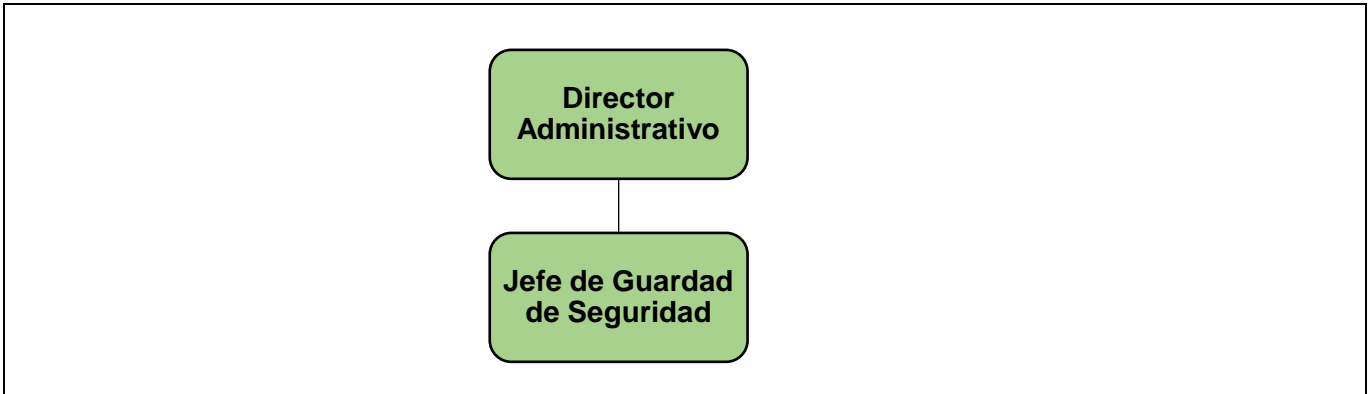 Director
Administrativo
Jefe de Guardad
de Seguridad